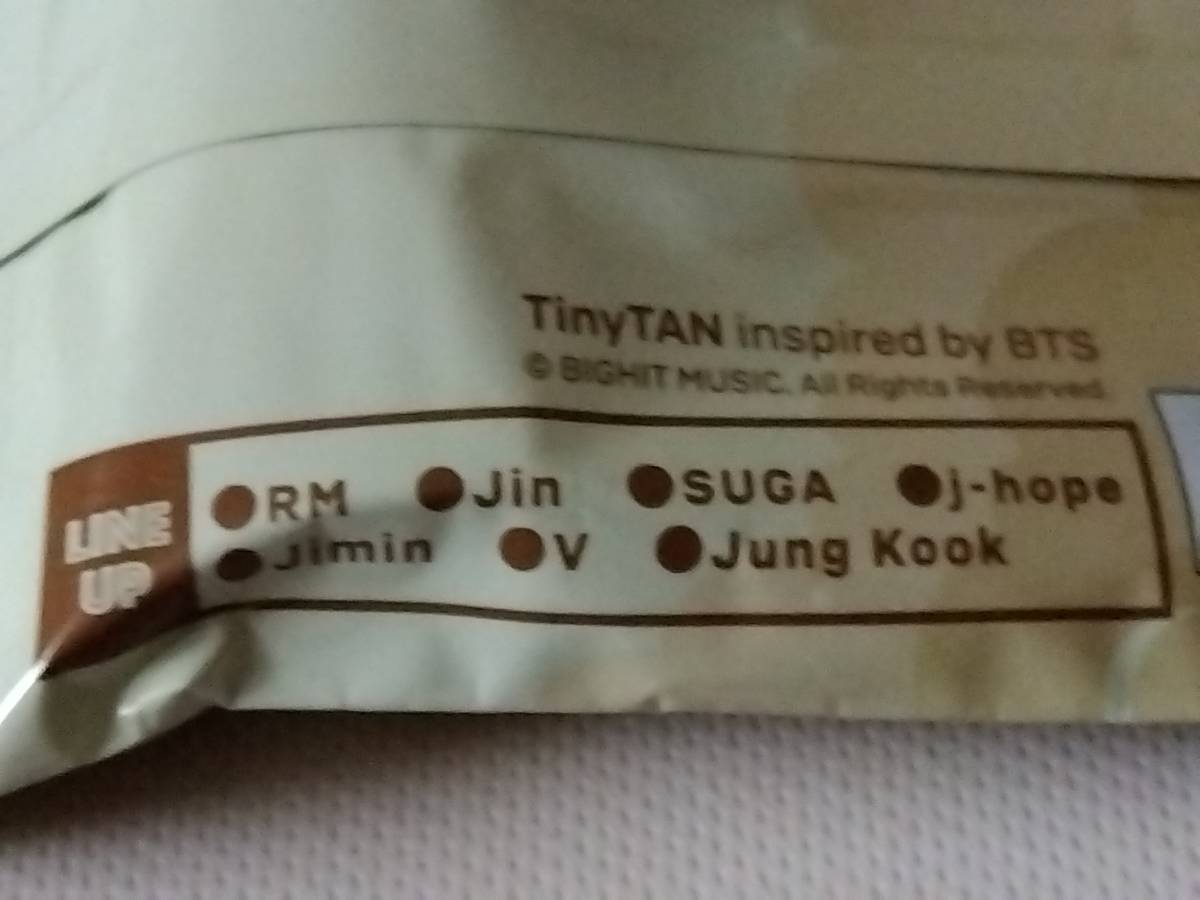 TinyTAN inspired by BTS
© BIGHIT MUSIC. All Rights Reserved.
LINE
UP
●RM ●Jin ●SUGA ●j-hope
●Jimin ●V ●Jung Kook